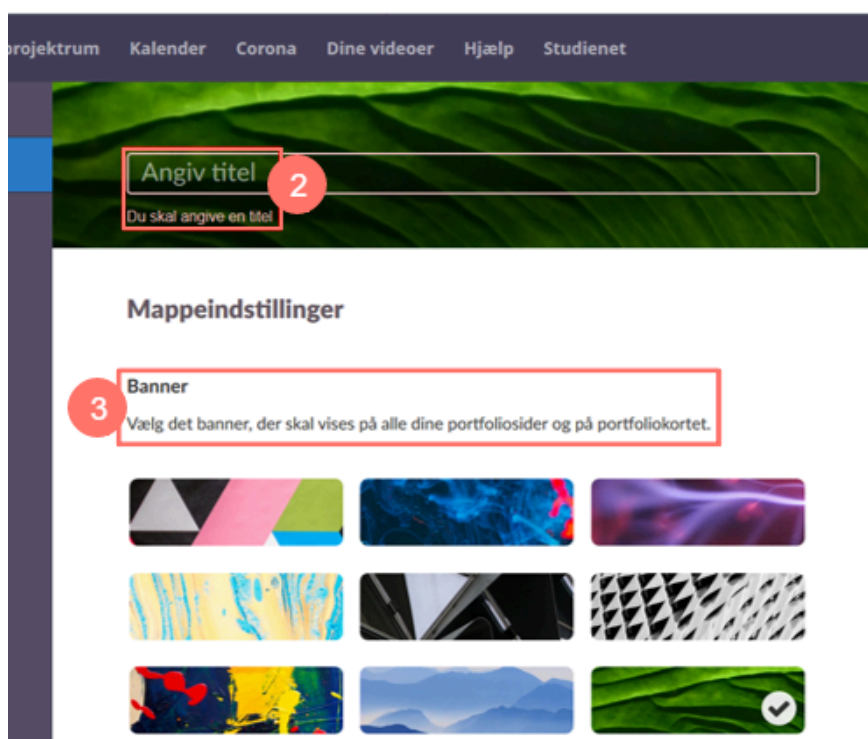 projektrum Kalender Corona Dine videoer Hjælp Studienet
Angiv titel
2
Du skal angive en titel
Mappeindstillinger
Banner
3
Vælg det banner, der skal vises på alle dine portfoliosider og på portfoliokortet.